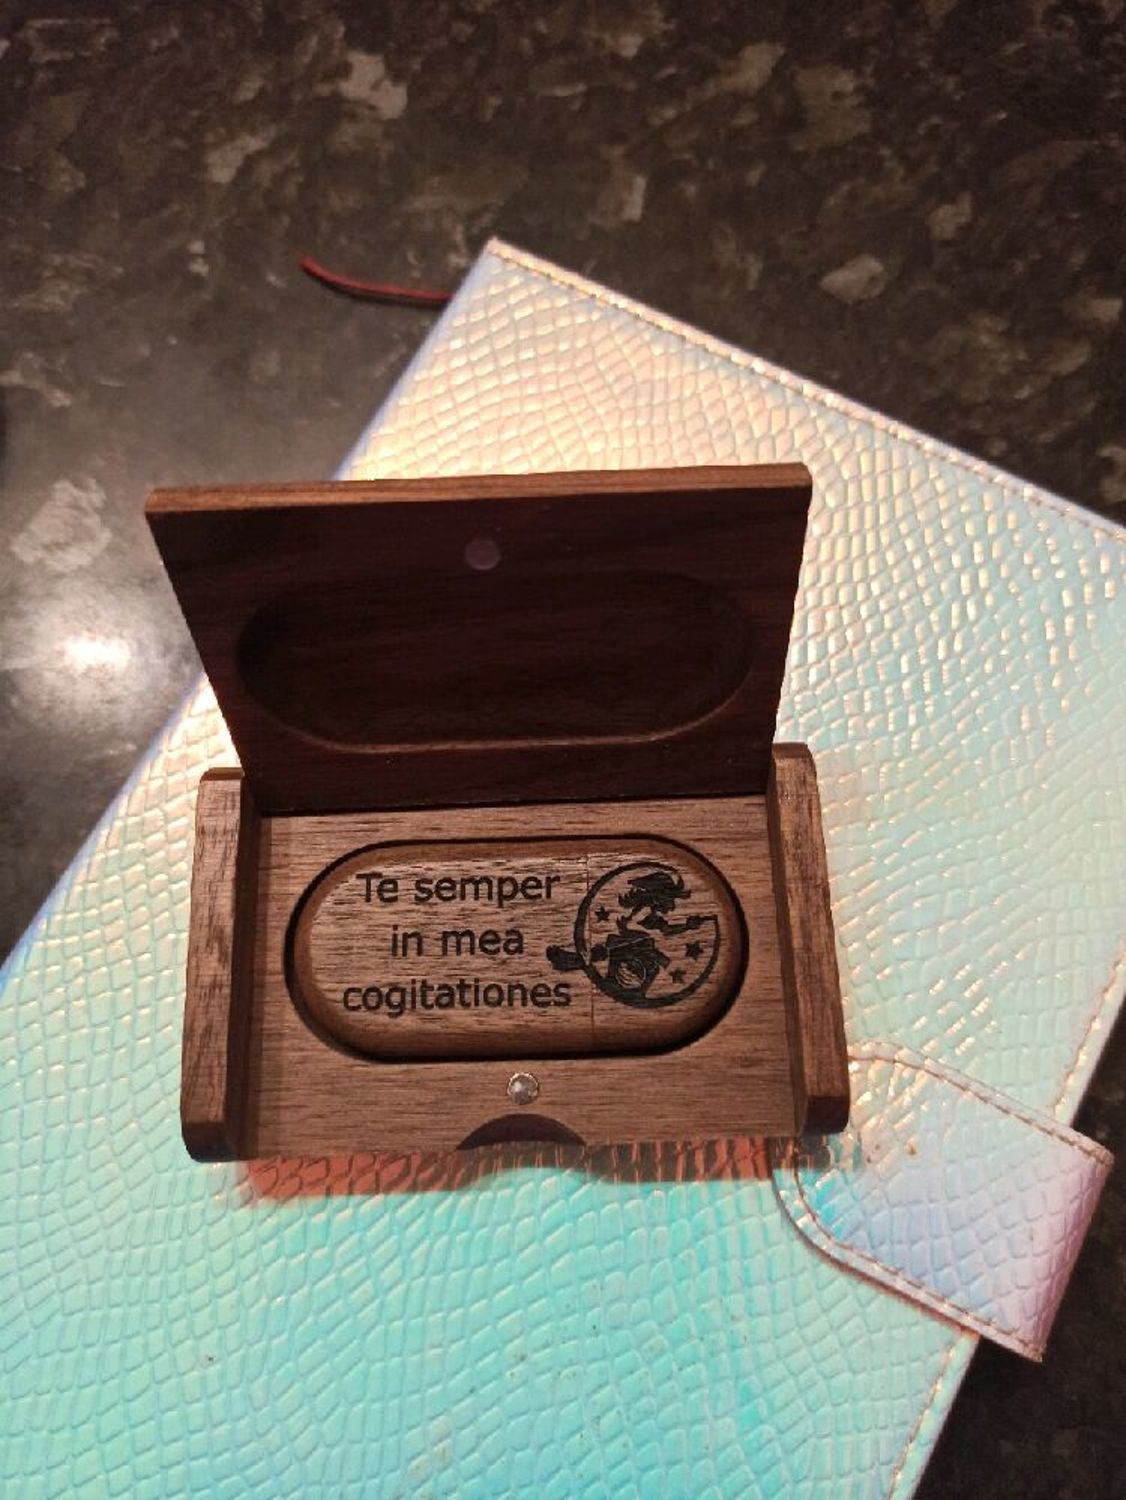 Te semper
in mea
cogitationes